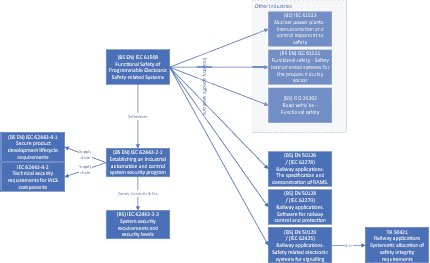 Other Industries
(BS) IEC 61513
Nuclear power plants -
Instrumentation and
control important to
safety
(BS EN) IEC 61508
Functional Safety of
Programmable Electronic
Safety-related Systems
(BS EN) IEC 61511
Functional safety - Safety
instrumented systems for
the process industry
sector
(BS) ISO 26262
Road vehicles –
Functional safety
(BS EN) IEC 62443-4-1
Secure product
development lifecycle
requirements
IEC 62443-4-2
Technical security
requirements for IACS
components
Supply
chain
Supply
chain
(BS EN) IEC 62443-2-1
Establishing an industrial
automation and control
system security program
(BS) EN 50126
/ (IEC 62278)
Railway applications.
The specification and
demonstration of RAMS.
(BS) EN 50128
/ (IEC 62279)
Railway applications.
Software for railway
control and protection
(BS) IEC 62443-3-3
System security
requirements and
security levels
(BS) EN 50129
/ (IEC 62425)
Railway applications.
Safety related electronic
systems for signalling
TR 50451
Railway applications
Systematic allocation of
safety integrity
requirements